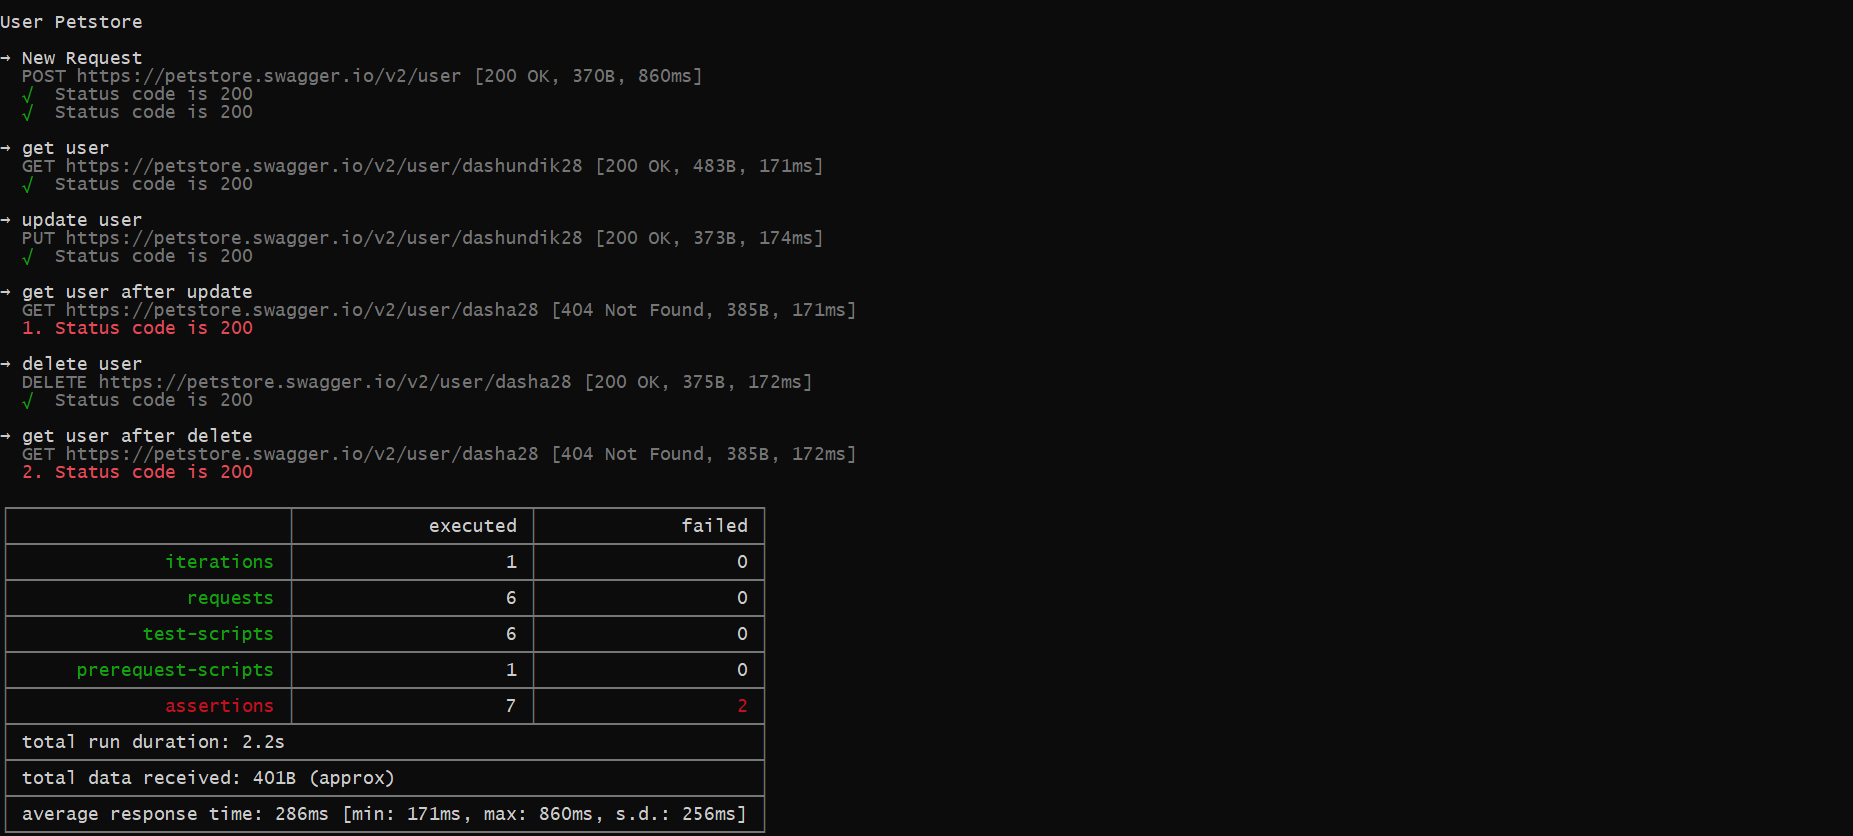 User Petstore
→ New Request
POST https://petstore.swagger.io/v2/user [200 OK, 370B, 860ms]
√ Status code is 200
√ Status code is 200
→ get user
GET https://petstore.swagger.io/v2/user/dashundik28 [200 OK, 483B, 171ms]
√ Status code is 200
→ update user
PUT https://petstore.swagger.io/v2/user/dashundik28 [200 OK, 373B, 174ms]
√ Status code is 200
→ get user after update
GET https://petstore.swagger.io/v2/user/dasha28 [404 Not Found, 385B, 171ms]
1. Status code is 200
→ delete user
DELETE https://petstore.swagger.io/v2/user/dasha28 [200 OK, 375B, 172ms]
√ Status code is 200
→ get user after delete
GET https://petstore.swagger.io/v2/user/dasha28 [404 Not Found, 385B, 172ms]
2. Status code is 200
executed failed
iterations 1 0
requests 6 0
test-scripts 6 0
prerequest-scripts 1 0
assertions 7 2
total run duration: 2.2s
total data received: 401B (approx)
average response time: 286ms [min: 171ms, max: 860ms, s.d.: 256ms]